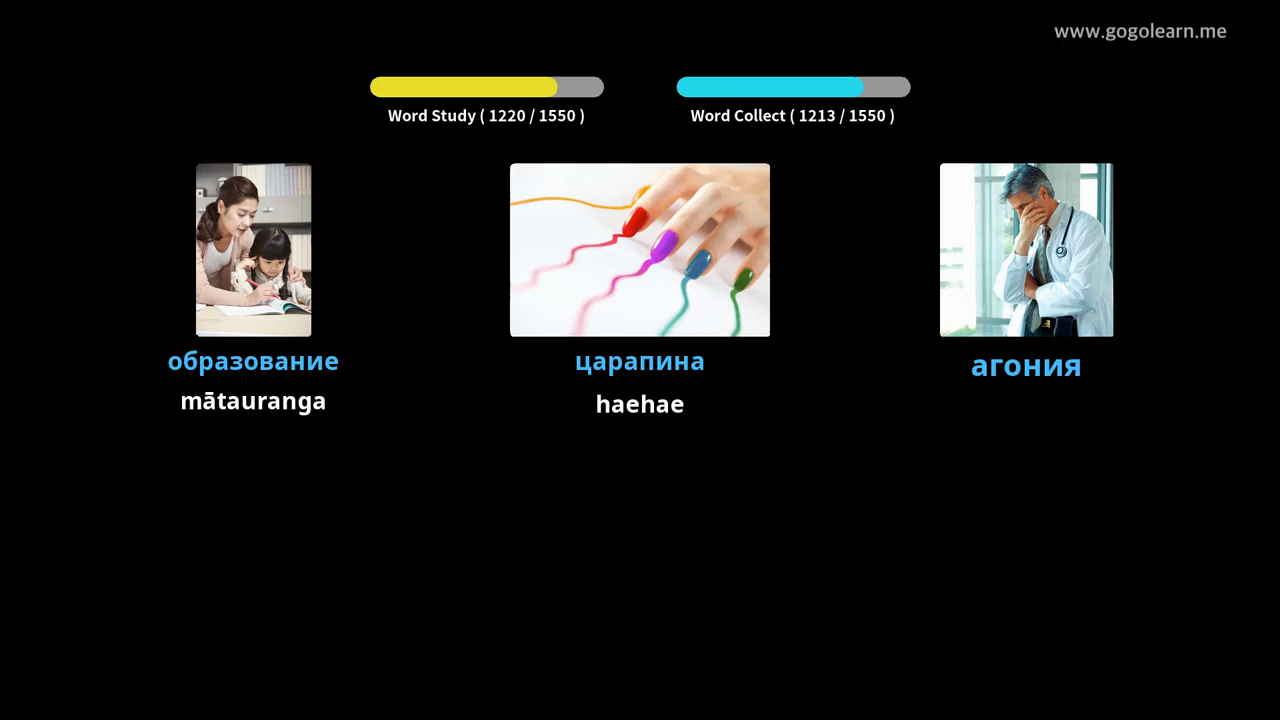 www.gogolearn.me
Word Study ( 1220 / 1550 )
Word Collect ( 1213 / 1550 )
образование
царапина
агония
mātauranga
haehae